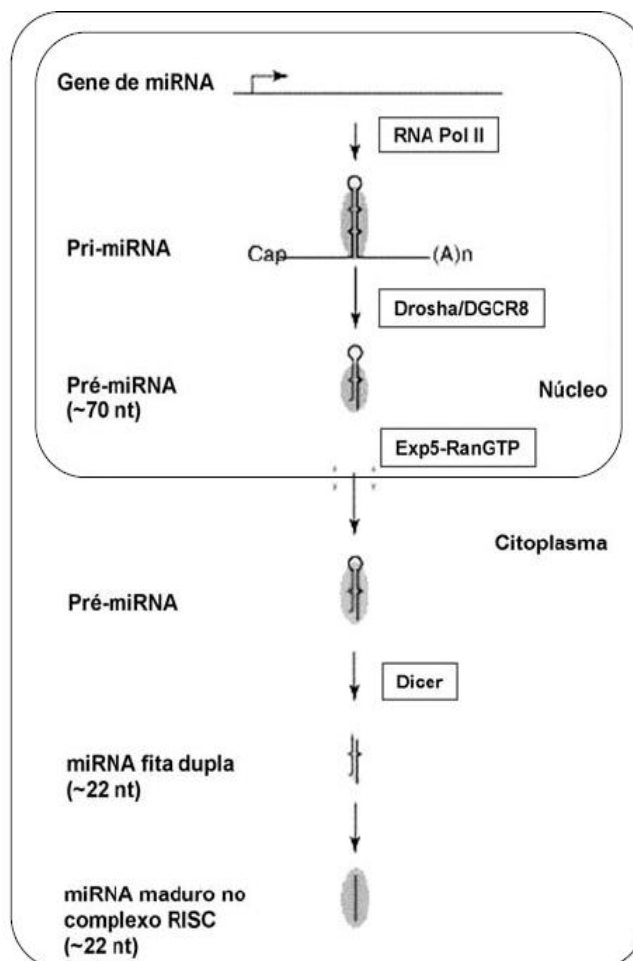 Gene de miRNA
RNA Pol II
Pri-miRNA
Cap
(A)n
Drosha/DGCR8
Pré-miRNA
(~70 nt)
Núcleo
Exp5-RanGTP
Citoplasma
Pré-miRNA
Dicer
miRNA fita dupla
(~22 nt)
miRNA maduro no
complexo RISC
(~22 nt)